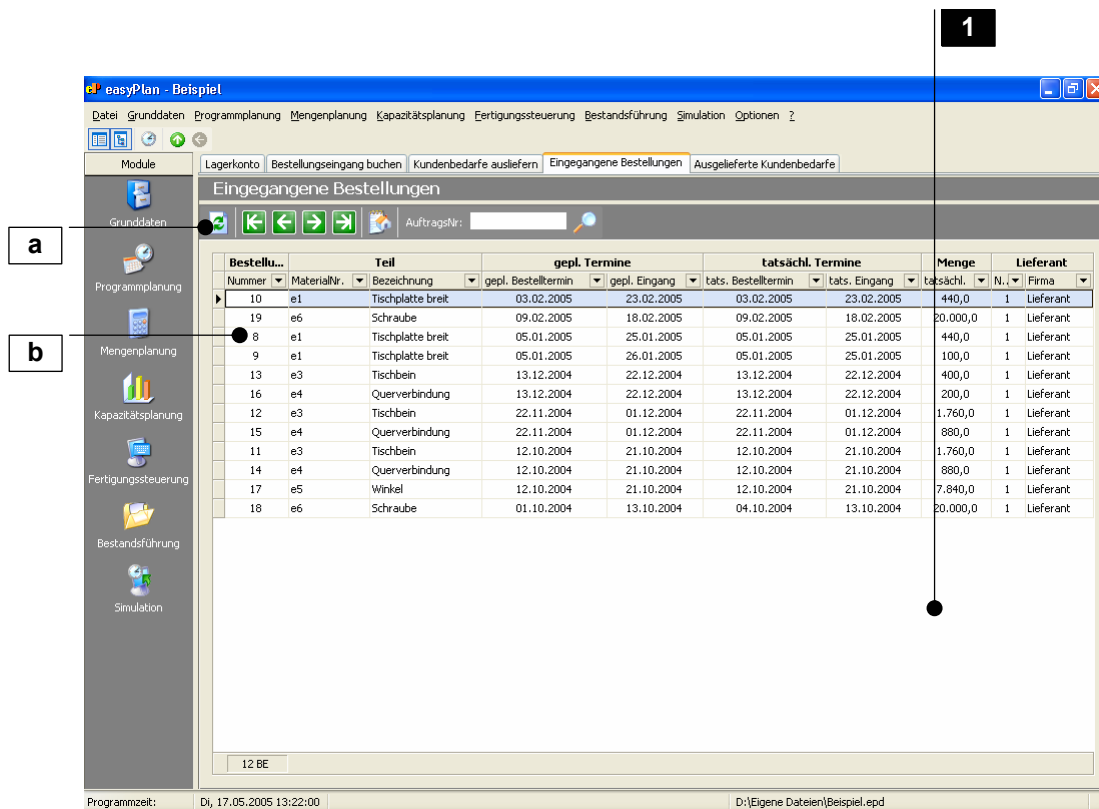 1
easyPlan - Beispiel
Datei Grunddaten Programmplanung Mengenplanung Kapazitätsplanung Fertigungssteuerung Bestandsführung Simulation Optionen ?
Module
Lagerkonto Bestellungseingang buchen Kundenbedarfe ausliefern Eingegangene Bestellungen Ausgelieferte Kundenbedarfe
Eingegangene Bestellungen
AuftragsNr:
Grunddaten
Programmplanung
Mengenplanung
Kapazitätsplanung
Fertigungssteuerung
Bestandsführung
Simulation
a
b
Bestellu... Teil gepl. Termine tatsächl. Termine Menge Lieferant
Nummer MaterialNr. Bezeichnung gepl. Bestelltermin gepl. Eingang tats. Bestelltermin tats. Eingang tatsächl. N. Firma
10 e1 Tischplatte breit 03.02.2005 23.02.2005 03.02.2005 23.02.2005 440,0 1 Lieferant
19 e6 Schraube 09.02.2005 18.02.2005 09.02.2005 18.02.2005 20.000,0 1 Lieferant
8 e1 Tischplatte breit 05.01.2005 25.01.2005 05.01.2005 25.01.2005 440,0 1 Lieferant
9 e1 Tischplatte breit 05.01.2005 26.01.2005 05.01.2005 25.01.2005 100,0 1 Lieferant
13 e3 Tischbein 13.12.2004 22.12.2004 13.12.2004 22.12.2004 400,0 1 Lieferant
16 e4 Querverbindung 13.12.2004 22.12.2004 13.12.2004 22.12.2004 200,0 1 Lieferant
12 e3 Tischbein 22.11.2004 01.12.2004 22.11.2004 01.12.2004 1.760,0 1 Lieferant
15 e4 Querverbindung 22.11.2004 01.12.2004 22.11.2004 01.12.2004 880,0 1 Lieferant
11 e3 Tischbein 12.10.2004 21.10.2004 12.10.2004 21.10.2004 1.760,0 1 Lieferant
14 e4 Querverbindung 12.10.2004 21.10.2004 12.10.2004 21.10.2004 880,0 1 Lieferant
17 e5 Winkel 12.10.2004 21.10.2004 12.10.2004 21.10.2004 7.840,0 1 Lieferant
18 e6 Schraube 01.10.2004 13.10.2004 04.10.2004 13.10.2004 20.000,0 1 Lieferant
12 BE
Programmzeit: Di, 17.05.2005 13:22:00 D:\Eigene Dateien\Beispiel.epd